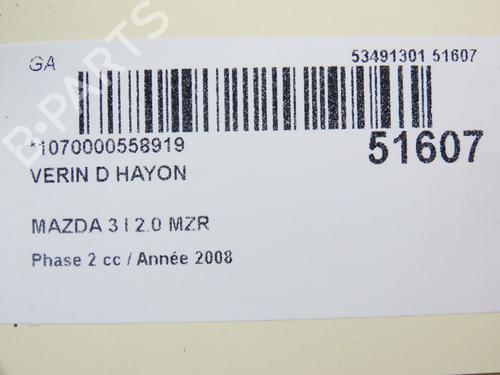 GA
53491301 51607
*1070000558919
51607
VERIN D HAYON
MAZDA 3 I 2.0 MZR
Phase 2 cc / Année 2008
B-PARTS